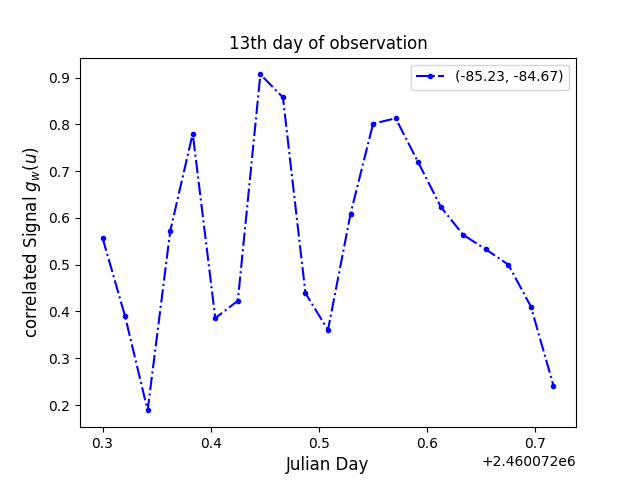 13th day of observation
(-85.23, -84.67)
correlated Signal g_w(u)
0.9
0.8
0.7
0.6
0.5
0.4
0.3
0.2
0.3 0.4 0.5 0.6 0.7
Julian Day
+2.460072e6